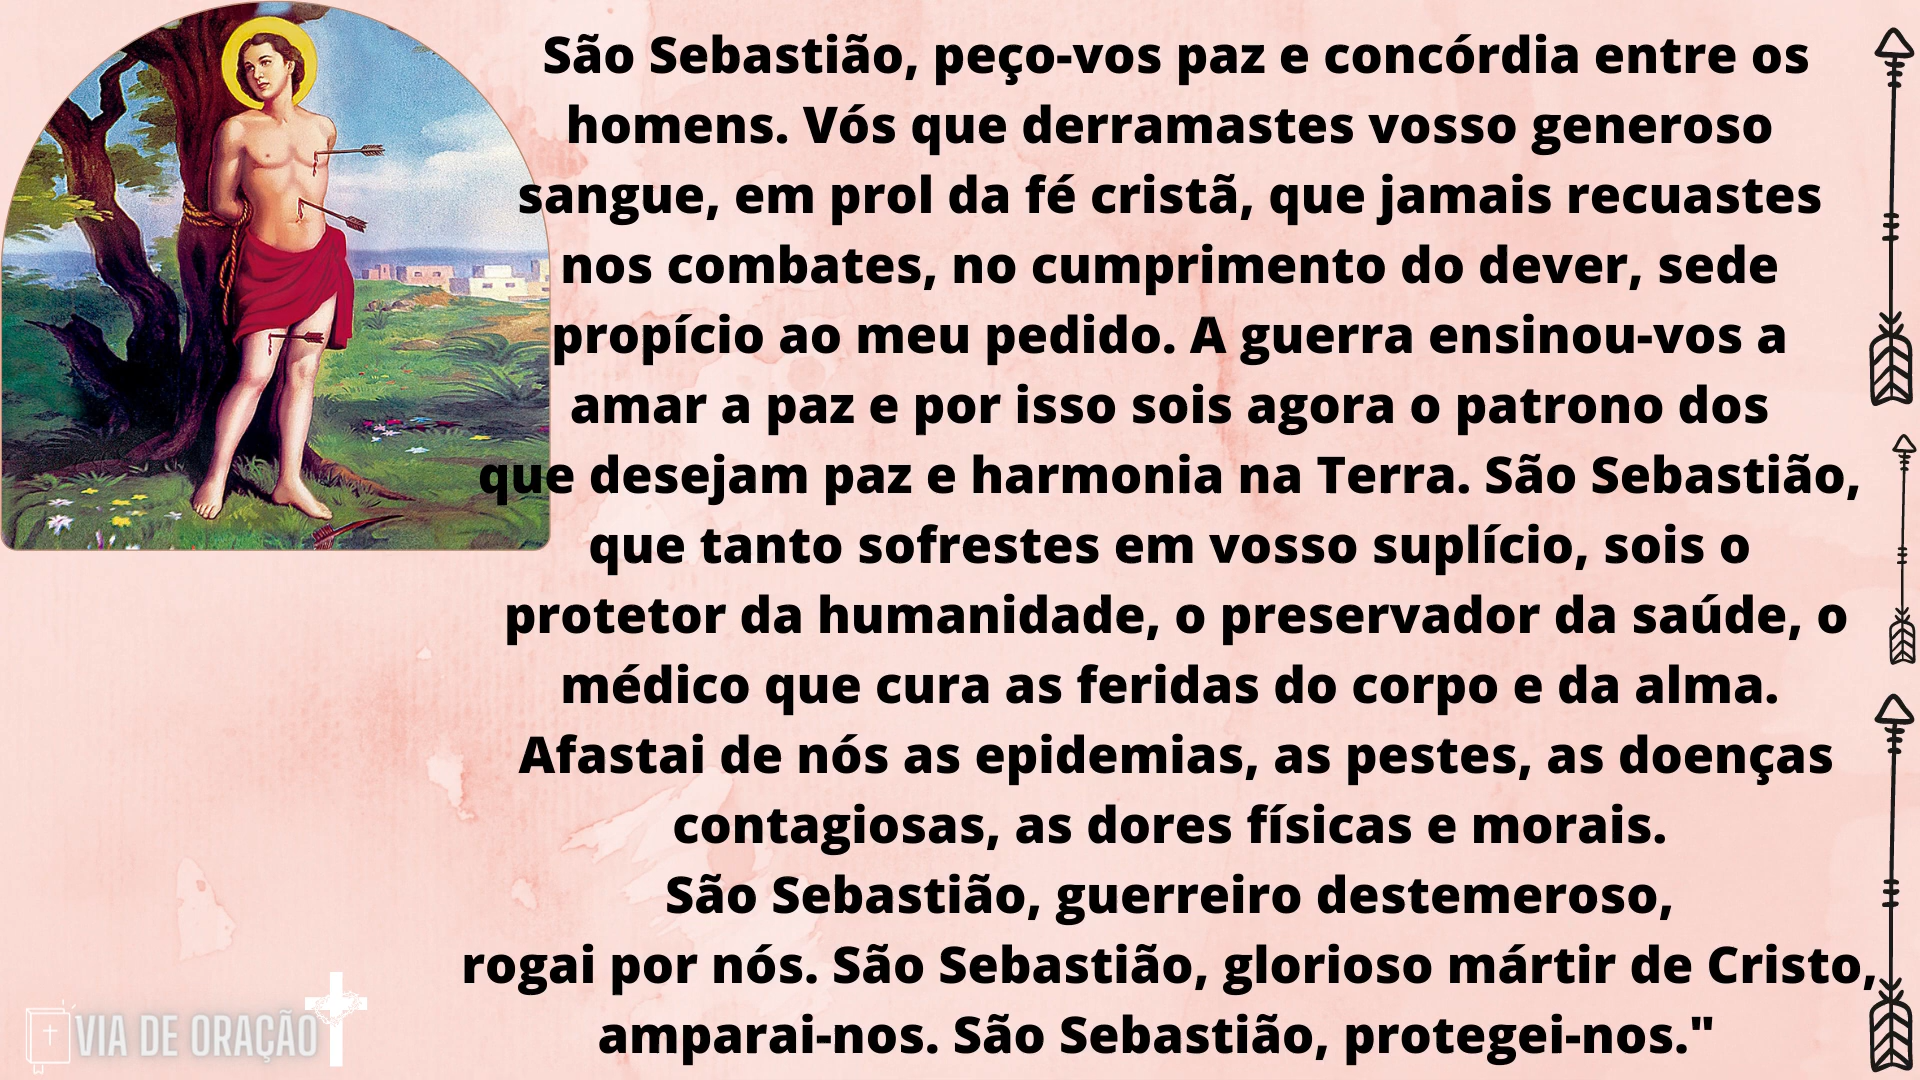 São Sebastião, peço-vos paz e concórdia entre os
homens. Vós que derramastes vosso generoso
sangue, em prol da fé cristã, que jamais recuastes
nos combates, no cumprimento do dever, sede
propício ao meu pedido. A guerra ensinou-vos a
amar a paz e por isso sois agora o patrono dos
que desejam paz e harmonia na Terra. São Sebastião,
que tanto sofrestes em vosso suplício, sois o
protetor da humanidade, o preservador da saúde, o
médico que cura as feridas do corpo e da alma.
Afastai de nós as epidemias, as pestes, as doenças
contagiosas, as dores físicas e morais.
São Sebastião, guerreiro destemeroso,
rogai por nós. São Sebastião, glorioso mártir de Cristo,
amparai-nos. São Sebastião, protegei-nos."
VIA DE ORAÇÃO